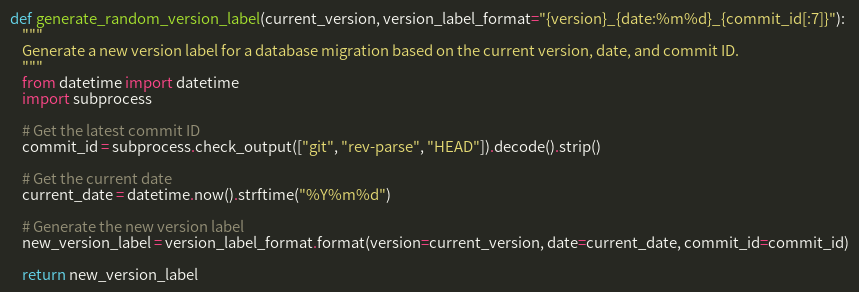 def generate_random_version_label(current_version, version_label_format="{version}_{date:%m%d}_{commit_id[:7]}"):
"""
Generate a new version label for a database migration based on the current version, date, and commit ID.
"""
from datetime import datetime
import subprocess
# Get the latest commit ID
commit_id = subprocess.check_output(["git", "rev-parse", "HEAD"]).decode().strip()
# Get the current date
current_date = datetime.now().strftime("%Y%m%d")
# Generate the new version label
new_version_label = version_label_format.format(version=current_version, date=current_date, commit_id=commit_id)
return new_version_label